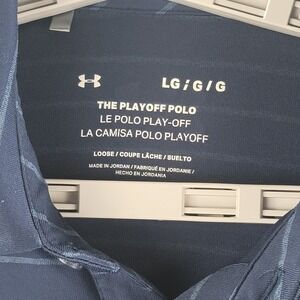 LG / G / G
THE PLAYOFF POLO
LE POLO PLAY-OFF
LA CAMISA POLO PLAYOFF
LOOSE / COUPE LÂCHE / SUELTO
MADE IN JORDAN / FABRIQUÉ EN JORDANIE /
HECHO EN JORDANIA